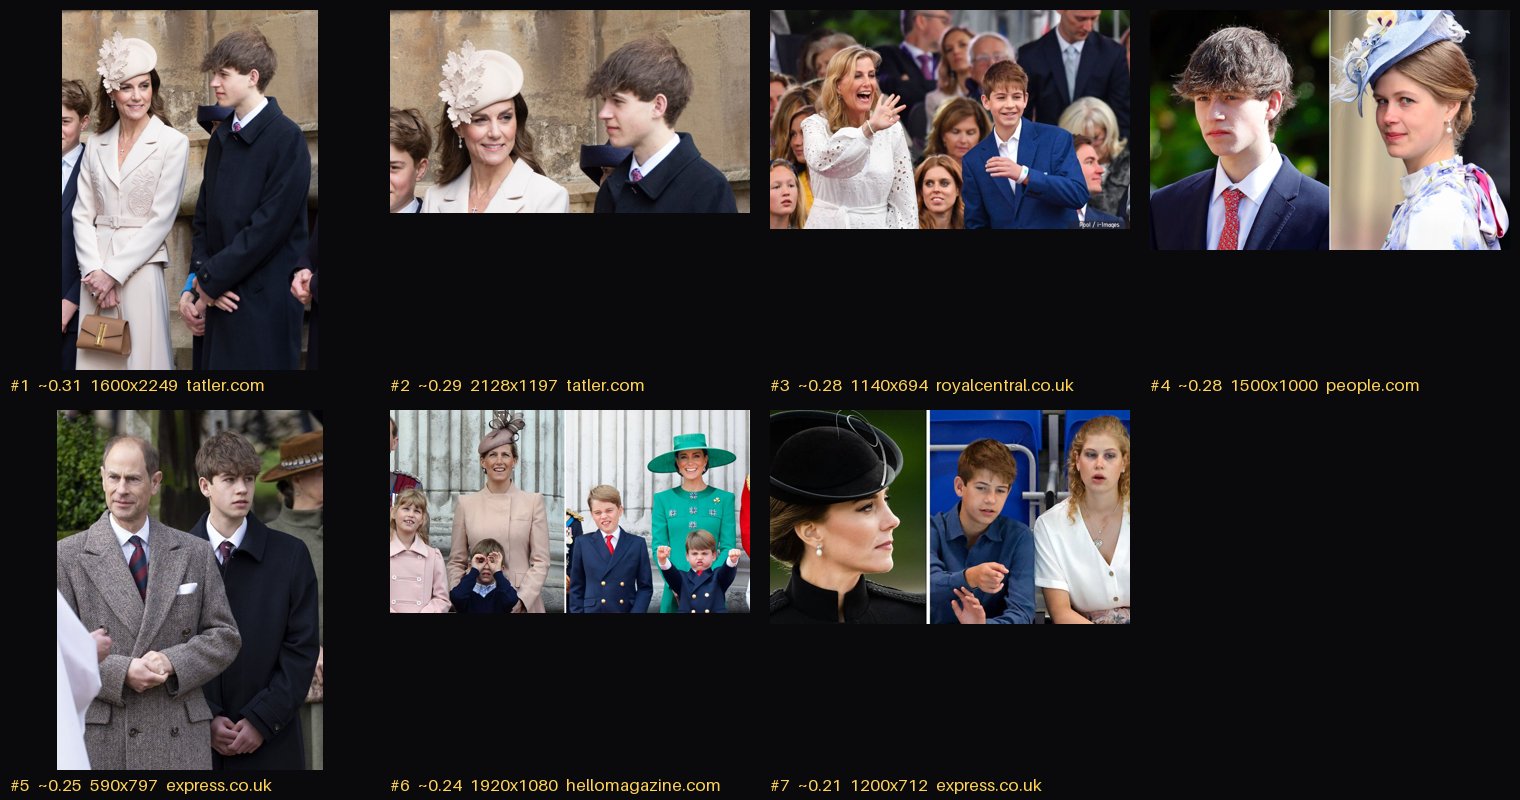 Pool / i-Images
#1 ~0.31 1600x2249 tatler.com
#2 ~0.29 2128x1197 tatler.com
#3 ~0.28 1140x694 royalcentral.co.uk
#4 ~0.28 1500x1000 people.com
#5 ~0.25 590x797 express.co.uk
#6 ~0.24 1920x1080 hellomagazine.com
#7 ~0.21 1200x712 express.co.uk